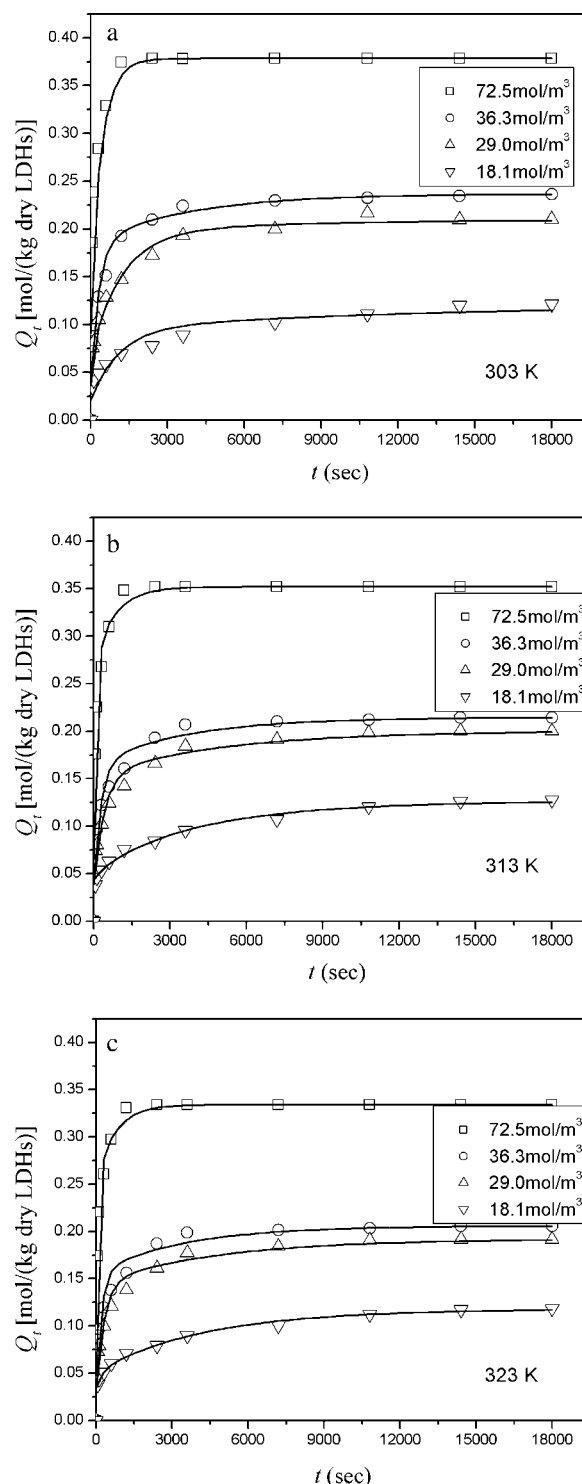 a
0.40
0.35
0.30
0.25
0.20
0.15
0.10
0.05
0.00
Qt [mol/(kg dry LDHs)]
72.5mol/m³
36.3mol/m³
29.0mol/m³
18.1mol/m³
303 K
0 3000 6000 9000 12000 15000 18000
t (sec)
b
0.40
0.35
0.30
0.25
0.20
0.15
0.10
0.05
0.00
Qt [mol/(kg dry LDHs)]
72.5mol/m³
36.3mol/m³
29.0mol/m³
18.1mol/m³
313 K
0 3000 6000 9000 12000 15000 18000
t (sec)
c
0.40
0.35
0.30
0.25
0.20
0.15
0.10
0.05
0.00
Qt [mol/(kg dry LDHs)]
72.5mol/m³
36.3mol/m³
29.0mol/m³
18.1mol/m³
323 K
0 3000 6000 9000 12000 15000 18000
t (sec)